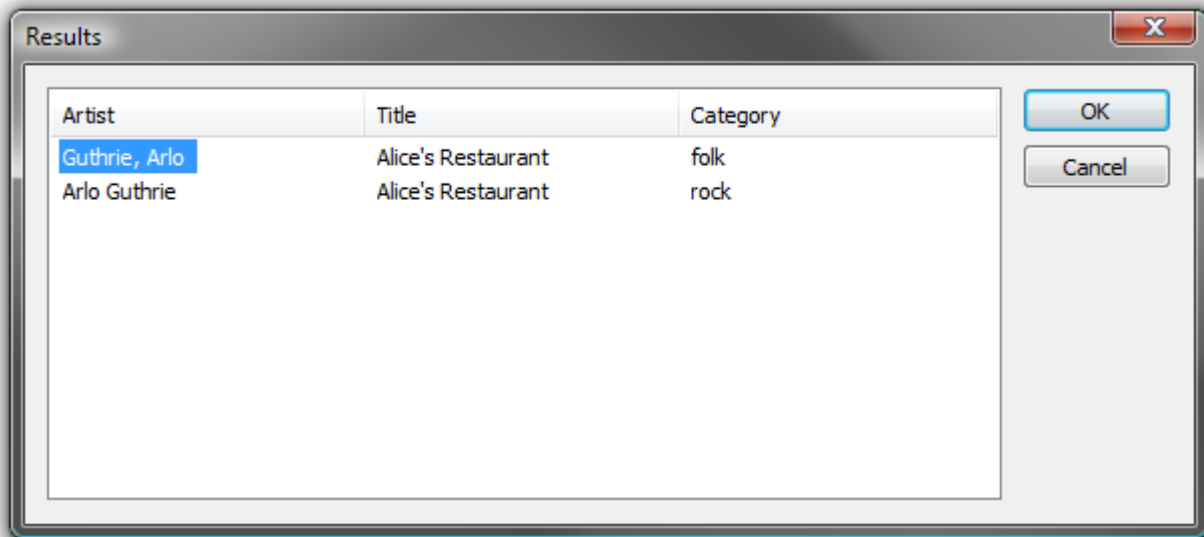 Results
Artist Title Category
Guthrie, Arlo Alice's Restaurant folk
Arlo Guthrie Alice's Restaurant rock
OK
Cancel